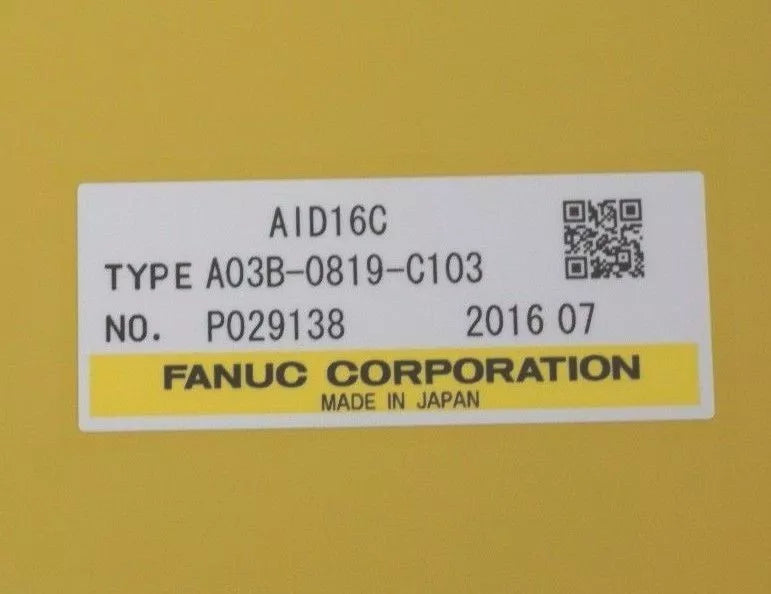 AID16C
TYPE A03B-0819-C103
NO. P029138 2016 07
FANUC CORPORATION
MADE IN JAPAN